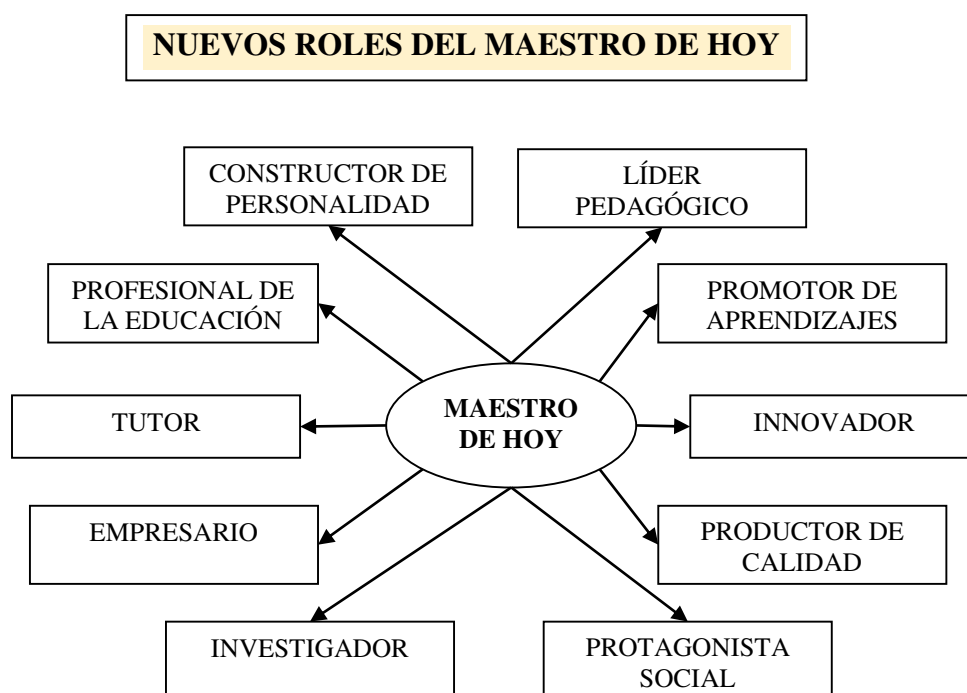 NUEVOS ROLES DEL MAESTRO DE HOY
CONSTRUCTOR DE
PERSONALIDAD
LÍDER
PEDAGÓGICO
PROFESIONAL DE
LA EDUCACIÓN
PROMOTOR DE
APRENDIZAJES
TUTOR
MAESTRO
DE HOY
INNOVADOR
EMPRESARIO
PRODUCTOR DE
CALIDAD
INVESTIGADOR
PROTAGONISTA
SOCIAL